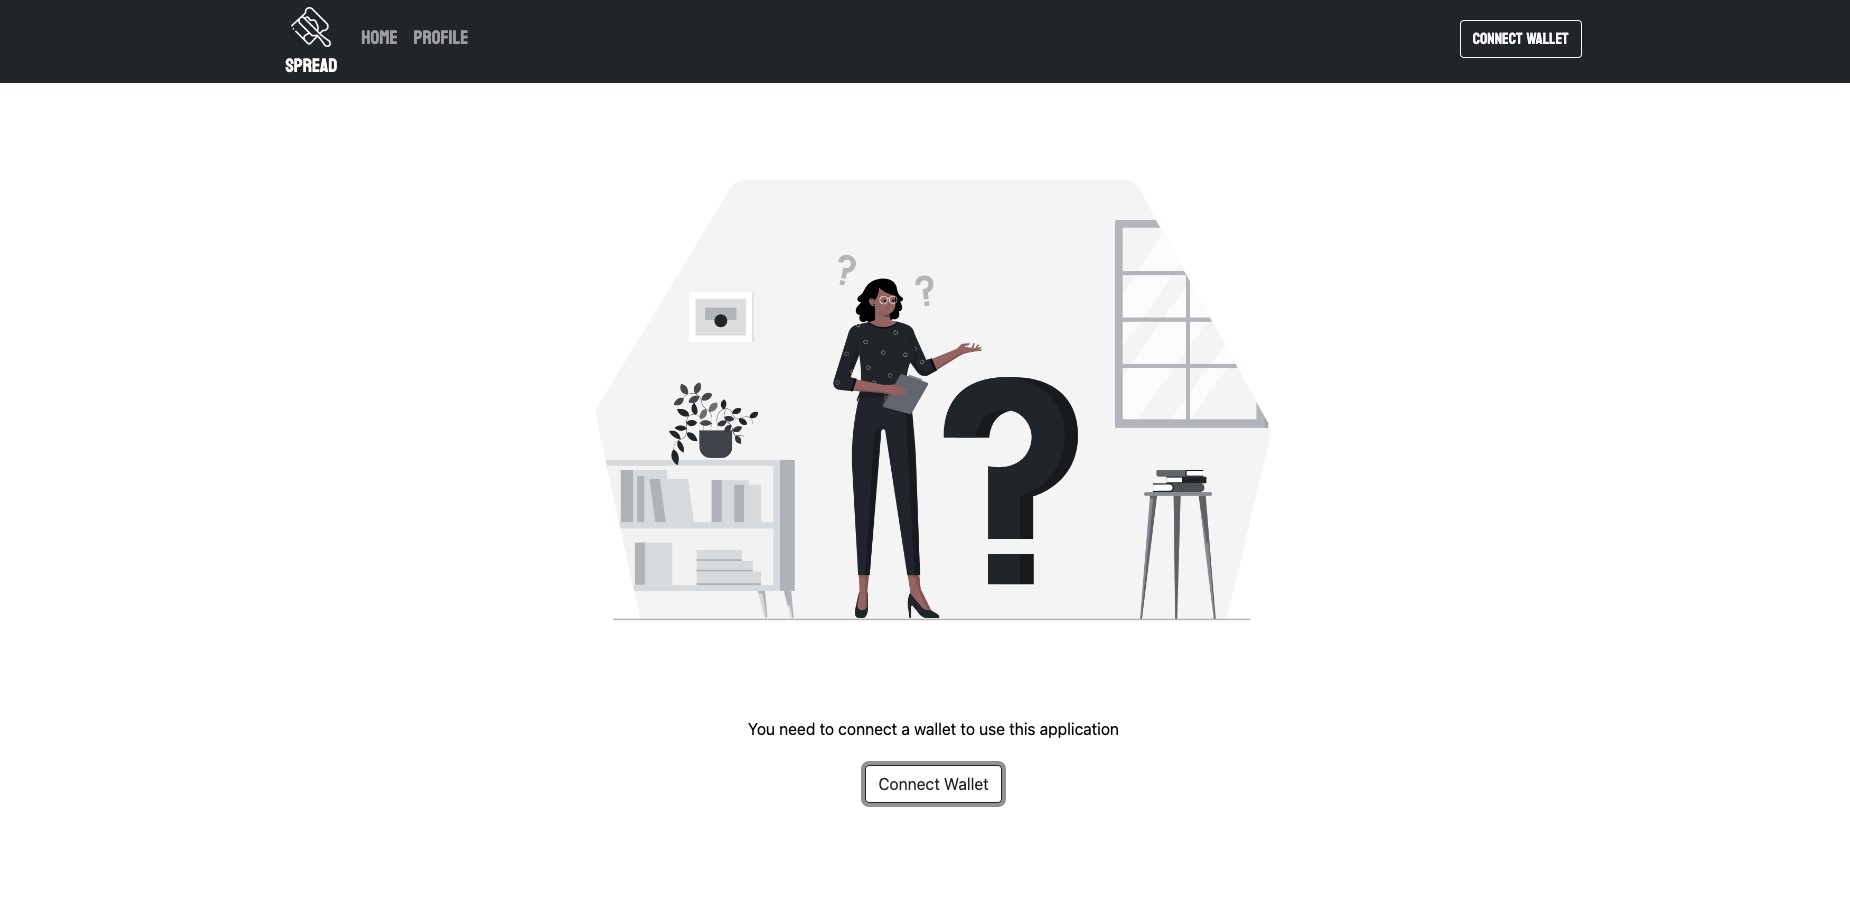 SPREAD
HOME
PROFILE
CONNECT WALLET
? ?
?
You need to connect a wallet to use this application
Connect Wallet